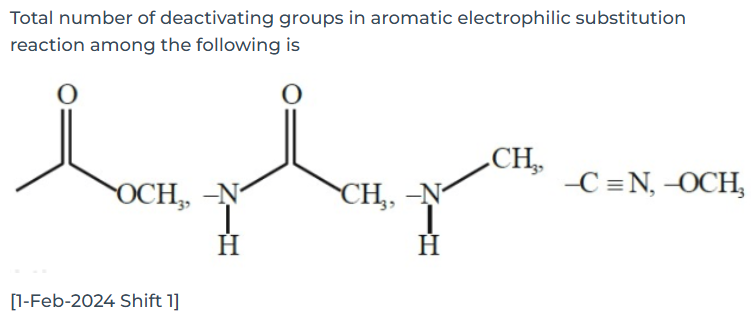 Total number of deactivating groups in aromatic electrophilic substitution
reaction among the following is
O O
OCH₃, –N CH₃, –N CH₃, –C≡N, –OCH₃
H H
[1-Feb-2024 Shift 1]